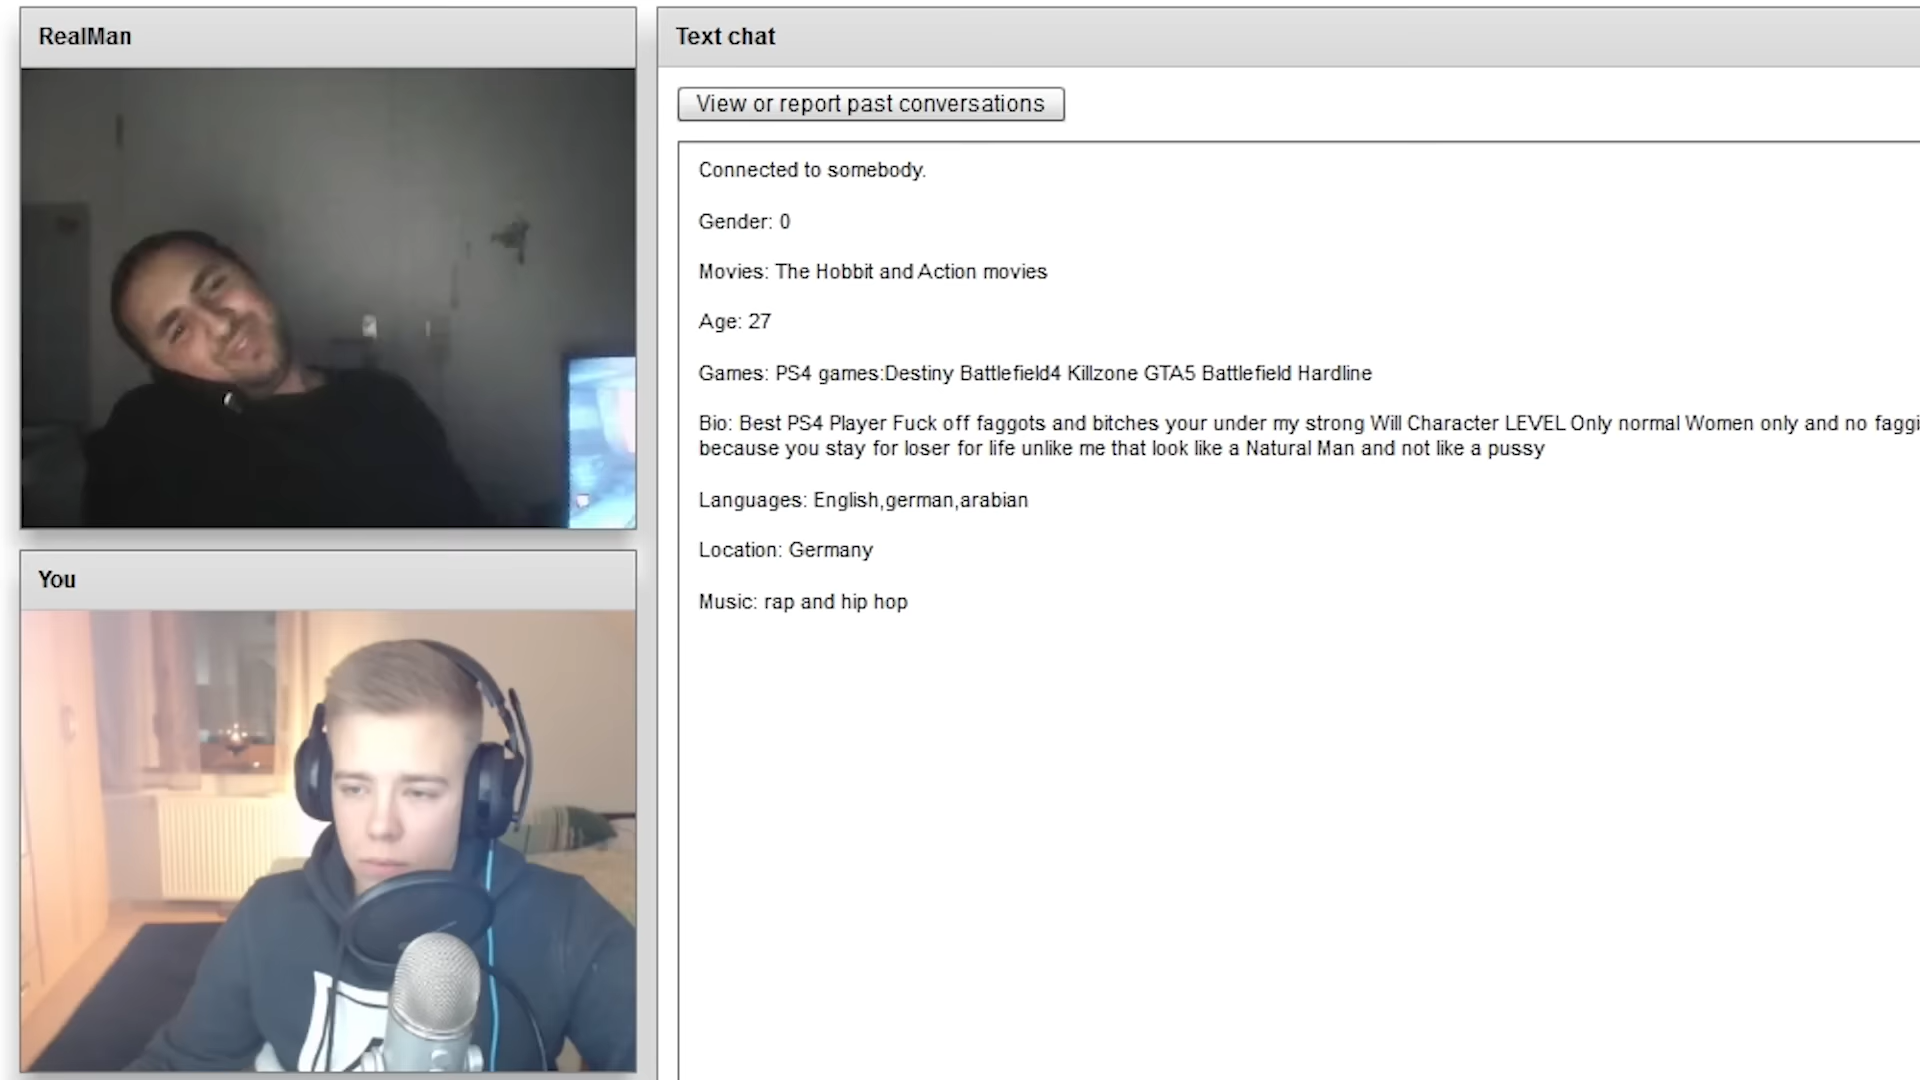 RealMan
Text chat
View or report past conversations
Connected to somebody.
Gender: 0
Movies: The Hobbit and Action movies
Age: 27
Games: PS4 games:Destiny Battlefield4 Killzone GTA5 Battlefield Hardline
Bio: Best PS4 Player Fuck off faggots and bitches your under my strong Will Character LEVEL Only normal Women only and no faggi
because you stay for loser for life unlike me that look like a Natural Man and not like a pussy
Languages: English,german,arabian
Location: Germany
Music: rap and hip hop
You